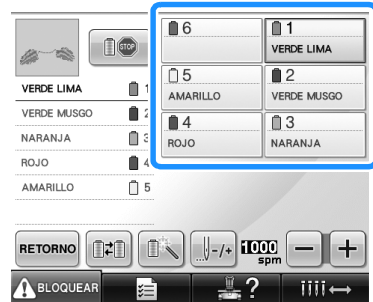 STOP
VERDE LIMA 1
VERDE MUSGO 2
NARANJA 3
ROJO 4
AMARILLO 5
6
1
VERDE LIMA
5
AMARILLO
2
VERDE MUSGO
4
ROJO
3
NARANJA
RETORNO
-/+
1000
spm
- +
BLOQUEAR
?